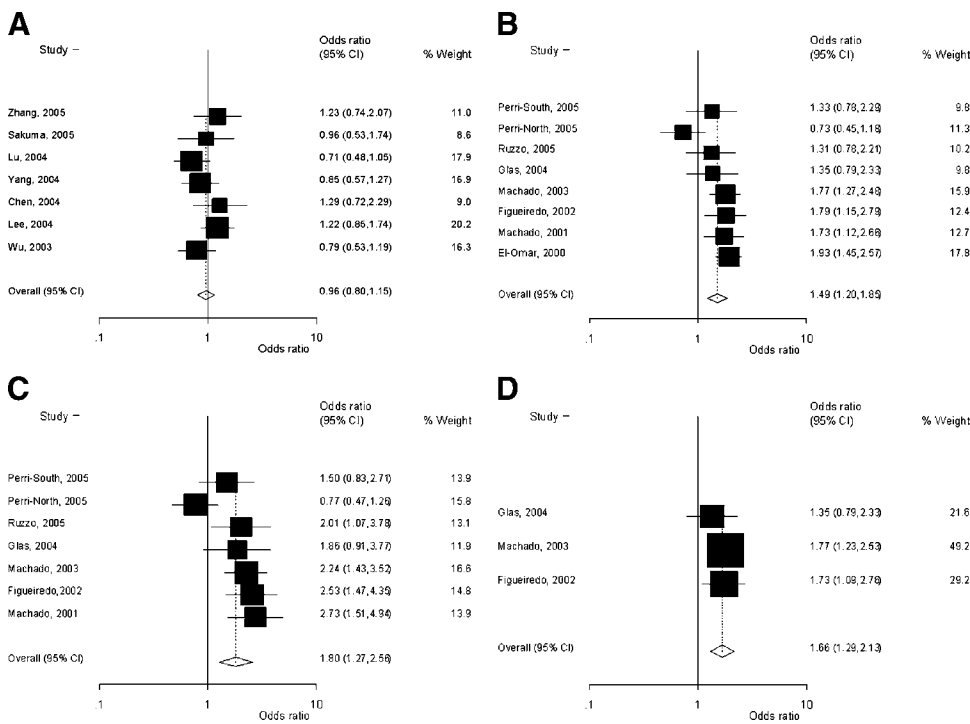 A
Study
Odds ratio
(95% CI)
% Weight
Zhang, 2005 1.23 (0.74,2.07) 11.0
Sakuma, 2005 0.96 (0.53,1.74) 8.6
Lu, 2004 0.71 (0.48,1.05) 17.9
Yang, 2004 0.85 (0.57,1.27) 16.9
Chen, 2004 1.29 (0.72,2.29) 9.0
Lee, 2004 1.22 (0.85,1.74) 20.2
Wu, 2003 0.79 (0.53,1.19) 16.3
Overall (95% CI) 0.96 (0.80,1.15)
.1 1 10
Odds ratio
B
Study
Odds ratio
(95% CI)
% Weight
Perri-South, 2005 1.33 (0.78,2.29) 9.8
Perri-North, 2005 0.73 (0.45,1.18) 11.3
Ruzzo, 2005 1.31 (0.78,2.21) 10.2
Glas, 2004 1.35 (0.79,2.33) 9.8
Machado, 2003 1.77 (1.27,2.48) 15.9
Figueiredo, 2002 1.79 (1.15,2.79) 12.4
Machado, 2001 1.73 (1.12,2.66) 12.7
El-Omar, 2000 1.93 (1.45,2.57) 17.8
Overall (95% CI) 1.49 (1.20,1.85)
.1 1 10
Odds ratio
C
Study
Odds ratio
(95% CI)
% Weight
Perri-South, 2005 1.50 (0.83,2.71) 13.9
Perri-North, 2005 0.77 (0.47,1.26) 15.8
Ruzzo, 2005 2.01 (1.07,3.78) 13.1
Glas, 2004 1.86 (0.91,3.77) 11.9
Machado, 2003 2.24 (1.43,3.52) 16.6
Figueiredo,2002 2.53 (1.47,4.35) 14.8
Machado, 2001 2.73 (1.51,4.94) 13.9
Overall (95% CI) 1.80 (1.27,2.56)
.1 1 10
Odds ratio
D
Study
Odds ratio
(95% CI)
% Weight
Glas, 2004 1.35 (0.79,2.33) 21.6
Machado, 2003 1.77 (1.23,2.53) 49.2
Figueiredo, 2002 1.73 (1.08,2.76) 29.2
Overall (95% CI) 1.66 (1.29,2.13)
.1 1 10
Odds ratio